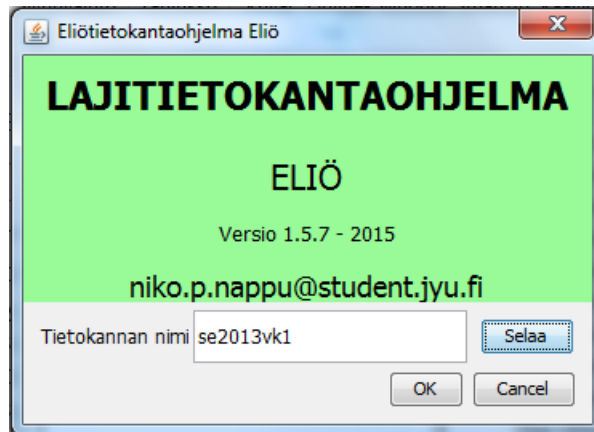 Eliötietokantaohjelma Eliö
LAJITIETOKANTAOHJELMA
ELIÖ
Versio 1.5.7 - 2015
niko.p.nappu@student.jyu.fi
Tietokannan nimi se2013vk1 Selaa
OK Cancel